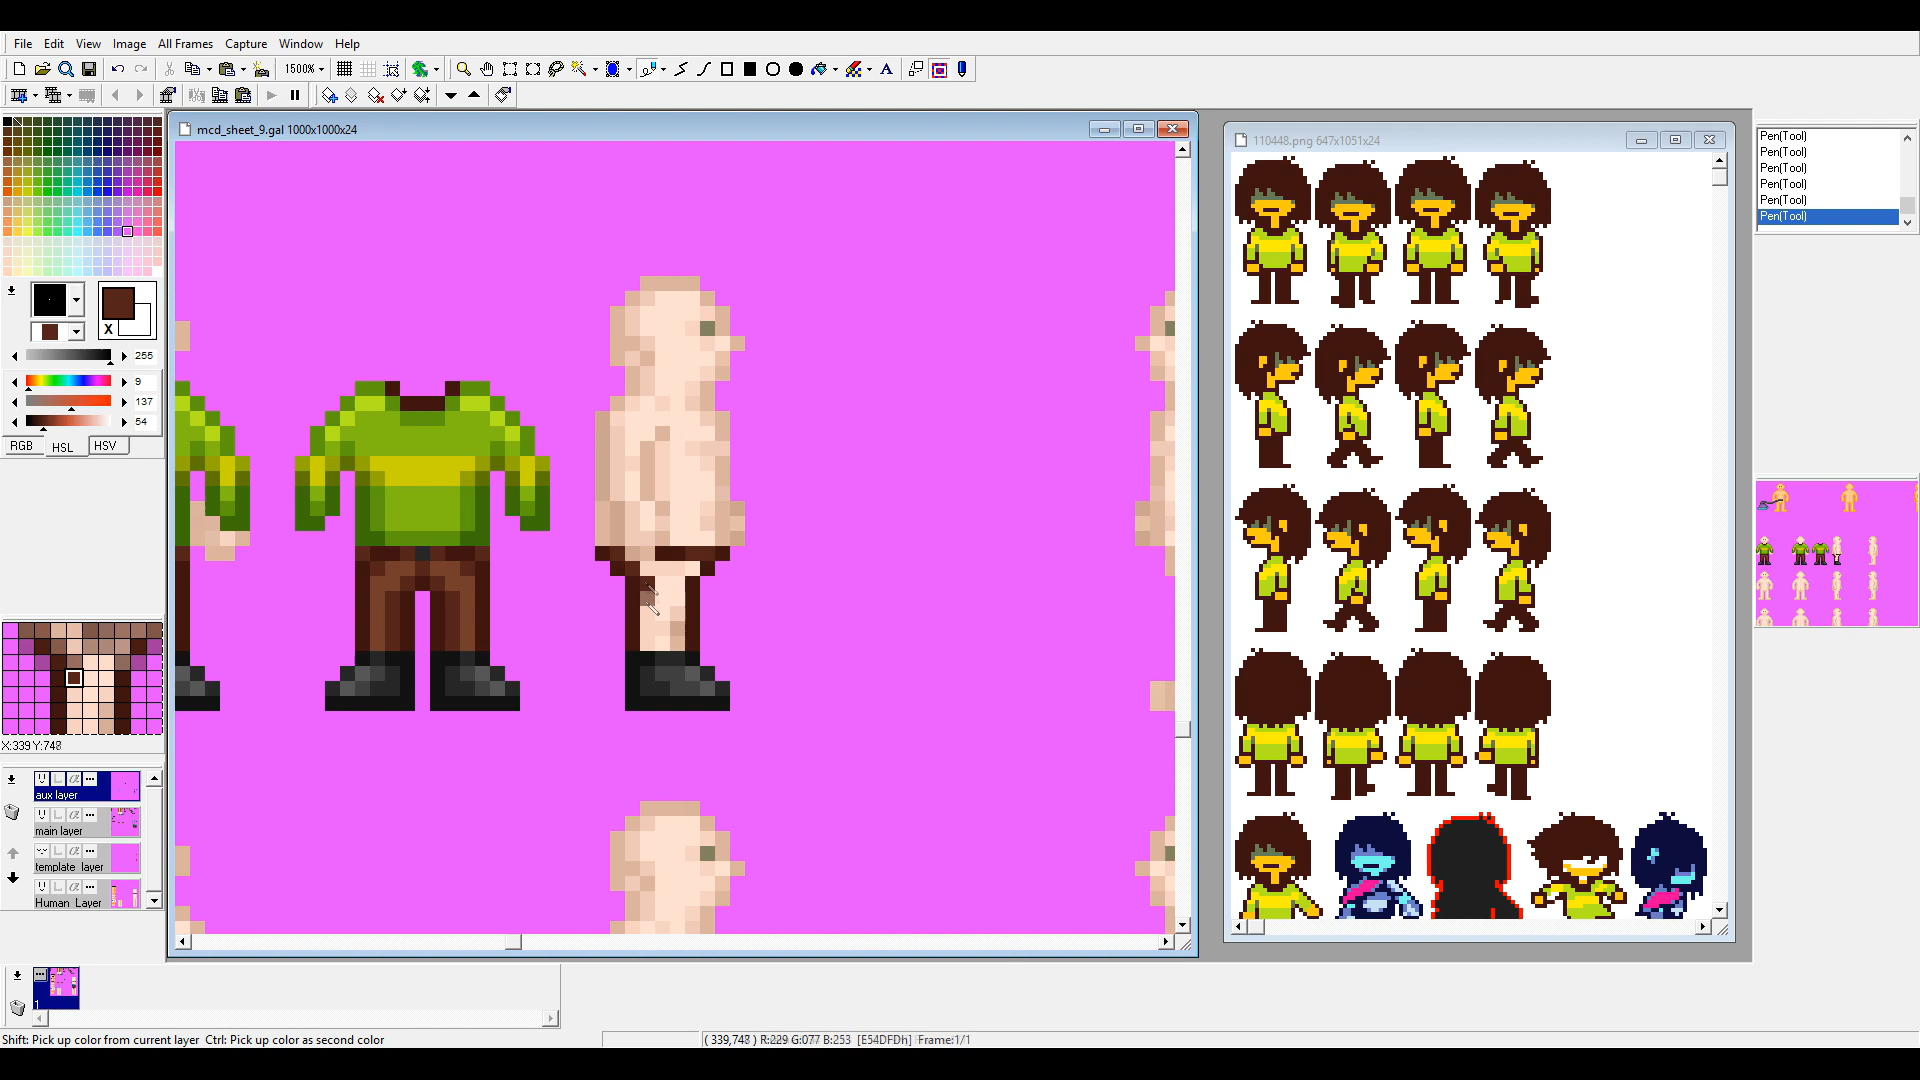 File Edit View Image All Frames Capture Window Help
1500%
mcd_sheet_9.gal 1000x1000x24
110448.png 647x1051x24
Pen(Tool)
Pen(Tool)
Pen(Tool)
Pen(Tool)
Pen(Tool)
Pen(Tool)
X
255
9
137
54
RGB HSL HSV
X:339 Y:748
aux layer
main layer
template layer
Human Layer
1
Shift: Pick up color from current layer Ctrl: Pick up color as second color
( 339,748 ) R:229 G:077 B:253 [E54DFDh] Frame:1/1